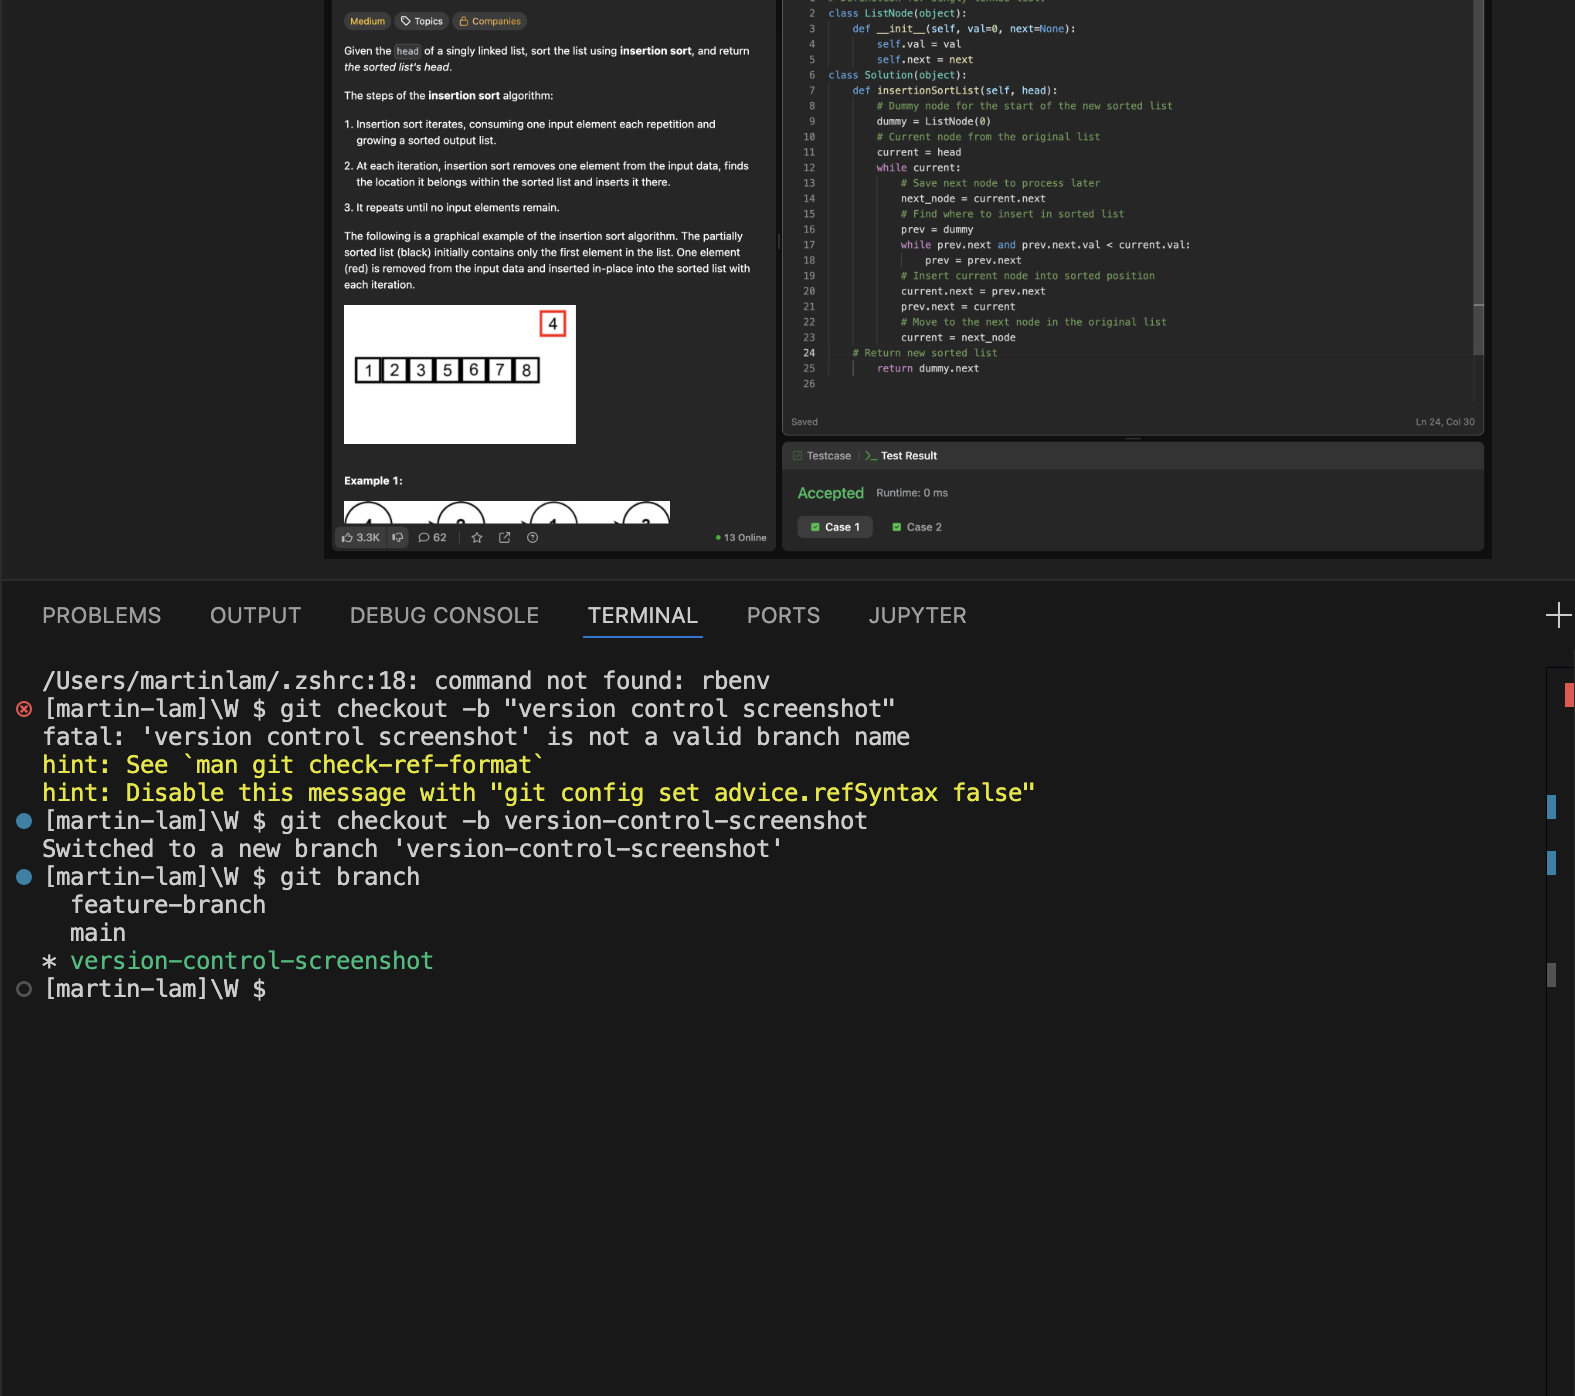 Medium Topics Companies
Given the head of a singly linked list, sort the list using insertion sort, and return
the sorted list's head.
The steps of the insertion sort algorithm:
1. Insertion sort iterates, consuming one input element each repetition and
growing a sorted output list.
2. At each iteration, insertion sort removes one element from the input data, finds
the location it belongs within the sorted list and inserts it there.
3. It repeats until no input elements remain.
The following is a graphical example of the insertion sort algorithm. The partially
sorted list (black) initially contains only the first element in the list. One element
(red) is removed from the input data and inserted in-place into the sorted list with
each iteration.
4
1 2 3 5 6 7 8
Example 1:
3.3K 62 13 Online
2 class ListNode(object):
3 def __init__(self, val=0, next=None):
4 self.val = val
5 self.next = next
6 class Solution(object):
7 def insertionSortList(self, head):
8 # Dummy node for the start of the new sorted list
9 dummy = ListNode(0)
10 # Current node from the original list
11 current = head
12 while current:
13 # Save next node to process later
14 next_node = current.next
15 # Find where to insert in sorted list
16 prev = dummy
17 while prev.next and prev.next.val < current.val:
18 prev = prev.next
19 # Insert current node into sorted position
20 current.next = prev.next
21 prev.next = current
22 # Move to the next node in the original list
23 current = next_node
24 # Return new sorted list
25 return dummy.next
26
Saved Ln 24, Col 30
Testcase >_ Test Result
Accepted Runtime: 0 ms
Case 1 Case 2
PROBLEMS OUTPUT DEBUG CONSOLE TERMINAL PORTS JUPYTER
/Users/martinlam/.zshrc:18: command not found: rbenv
[martin-lam]\W $ git checkout -b "version control screenshot"
fatal: 'version control screenshot' is not a valid branch name
hint: See `man git check-ref-format`
hint: Disable this message with "git config set advice.refSyntax false"
[martin-lam]\W $ git checkout -b version-control-screenshot
Switched to a new branch 'version-control-screenshot'
[martin-lam]\W $ git branch
feature-branch
main
* version-control-screenshot
[martin-lam]\W $